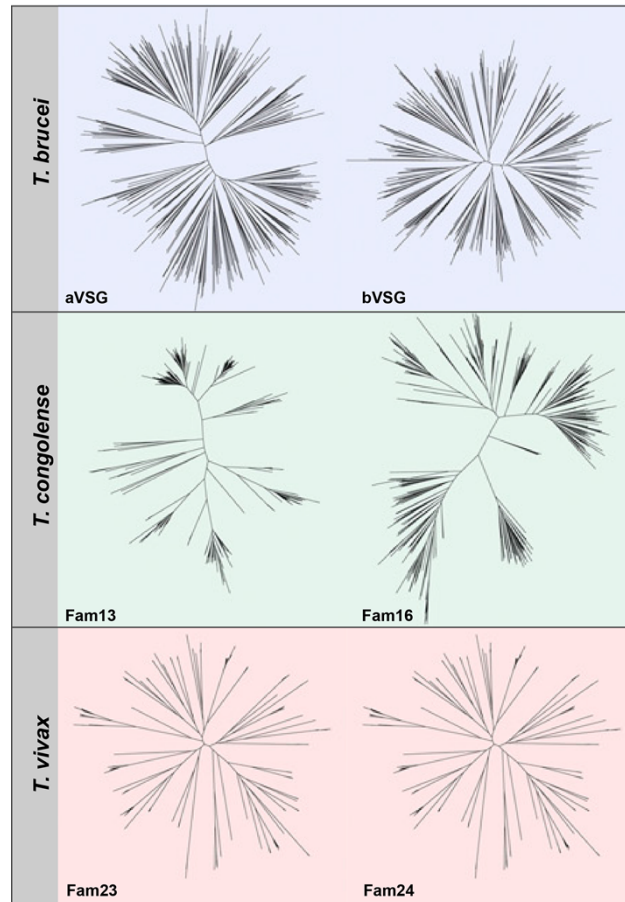 T. brucei
aVSG
bVSG
T. congolense
Fam13
Fam16
T. vivax
Fam23
Fam24